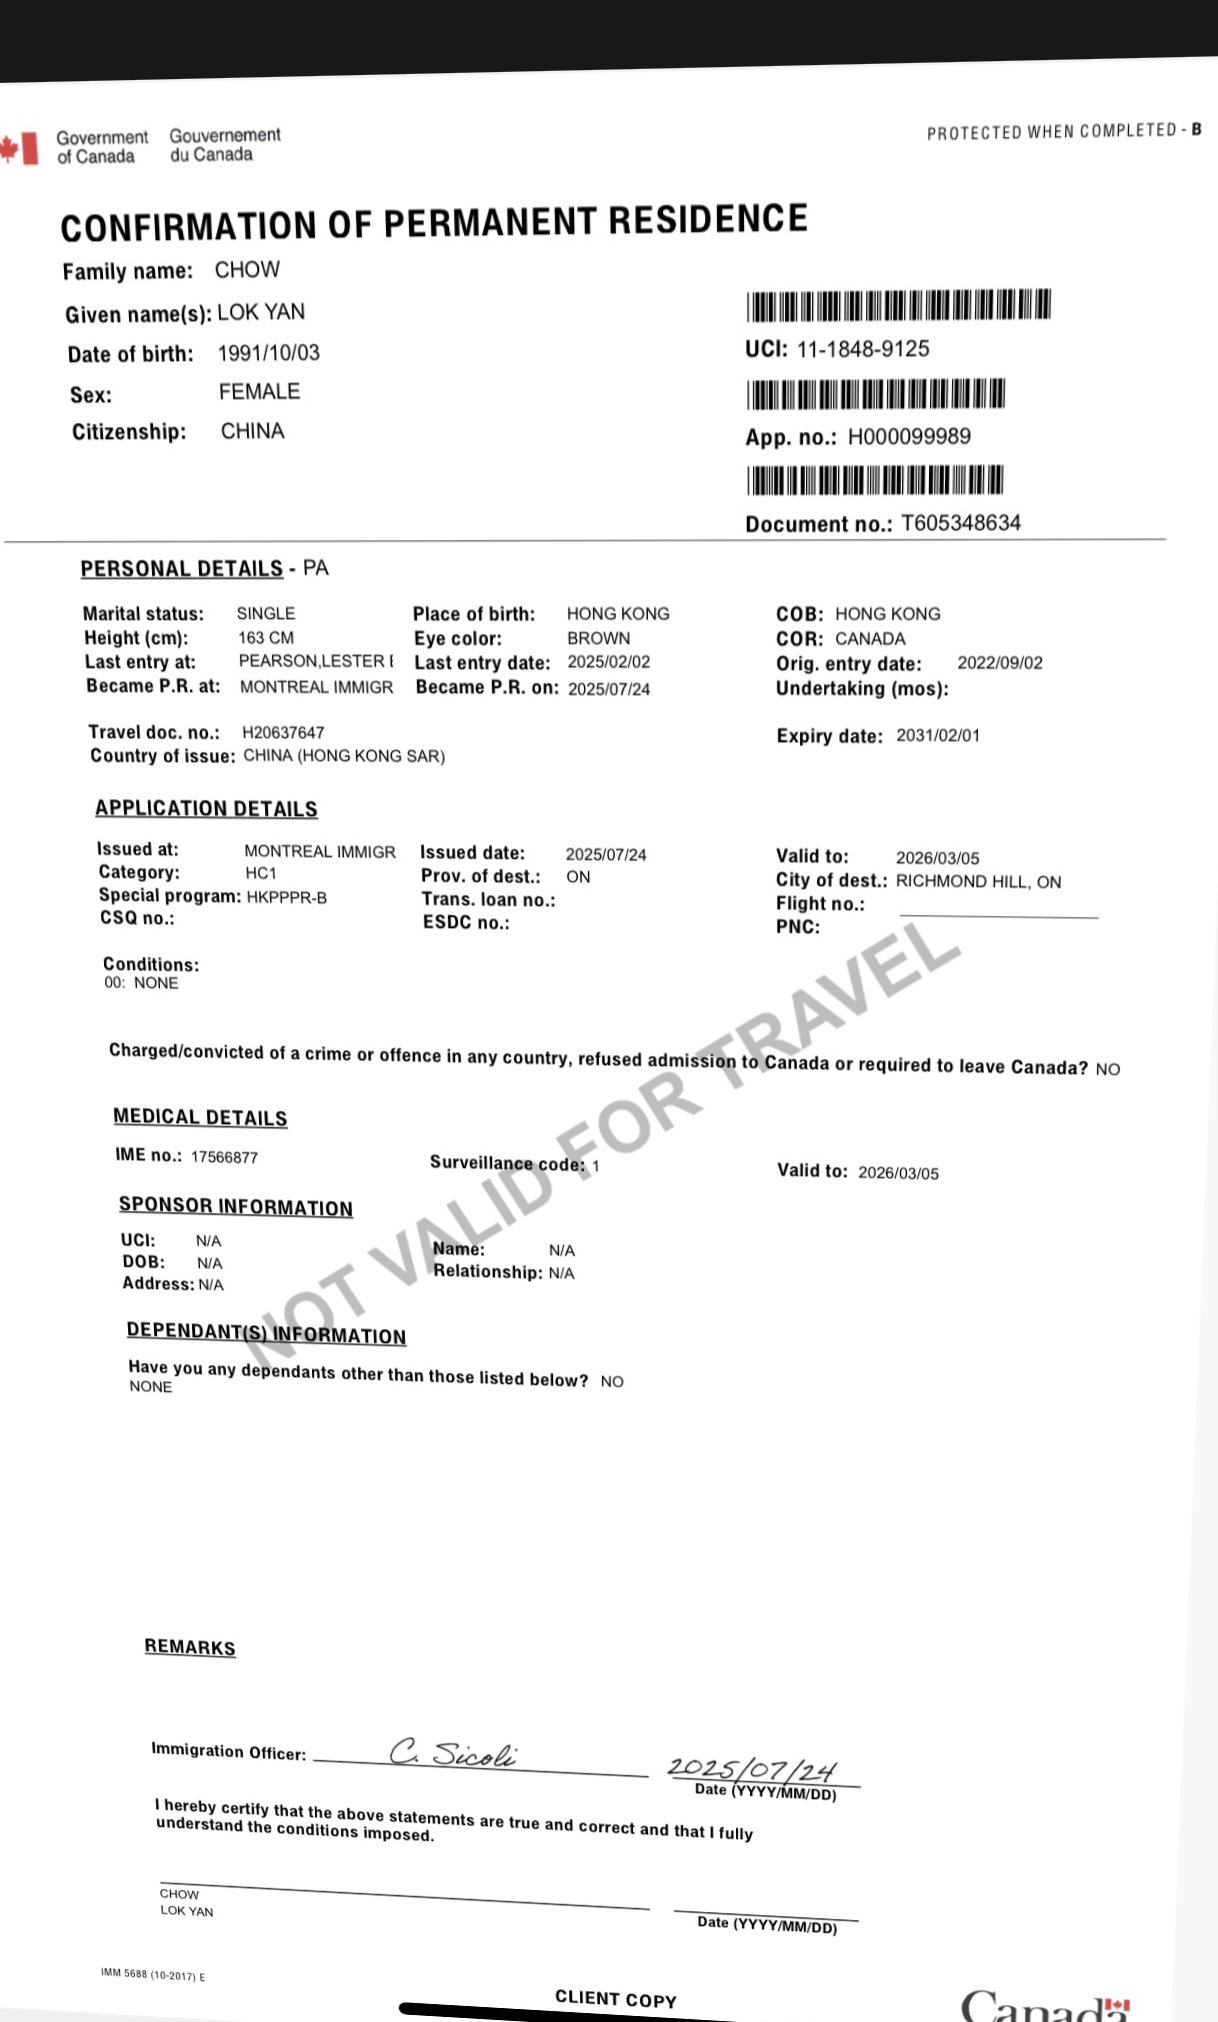 Government of Canada Gouvernement du Canada
PROTECTED WHEN COMPLETED - B
CONFIRMATION OF PERMANENT RESIDENCE
Family name: CHOW
Given name(s): LOK YAN
Date of birth: 1991/10/03
Sex: FEMALE
Citizenship: CHINA
UCI: 11-1848-9125
App. no.: H000099989
Document no.: T605348634
PERSONAL DETAILS - PA
Marital status: SINGLE Place of birth: HONG KONG COB: HONG KONG
Height (cm): 163 CM Eye color: BROWN COR: CANADA
Last entry at: PEARSON,LESTER Last entry date: 2025/02/02 Orig. entry date: 2022/09/02
Became P.R. at: MONTREAL IMMIGR Became P.R. on: 2025/07/24 Undertaking (mos):
Travel doc. no.: H20637647 Expiry date: 2031/02/01
Country of issue: CHINA (HONG KONG SAR)
APPLICATION DETAILS
Issued at: MONTREAL IMMIGR Issued date: 2025/07/24 Valid to: 2026/03/05
Category: HC1 Prov. of dest.: ON City of dest.: RICHMOND HILL, ON
Special program: HKPPPR-B Trans. loan no.: Flight no.:
CSQ no.: ESDC no.: PNC:
Conditions:
00: NONE
NOT VALID FOR TRAVEL
Charged/convicted of a crime or offence in any country, refused admission to Canada or required to leave Canada? NO
MEDICAL DETAILS
IME no.: 17566877 Surveillance code: 1 Valid to: 2026/03/05
SPONSOR INFORMATION
UCI: N/A Name: N/A
DOB: N/A Relationship: N/A
Address: N/A
DEPENDANT(S) INFORMATION
Have you any dependants other than those listed below? NO
NONE
REMARKS
Immigration Officer: C. Sicoli 2025/07/24
Date (YYYY/MM/DD)
I hereby certify that the above statements are true and correct and that I fully
understand the conditions imposed.
CHOW
LOK YAN
Date (YYYY/MM/DD)
IMM 5688 (10-2017) E
CLIENT COPY
Canada